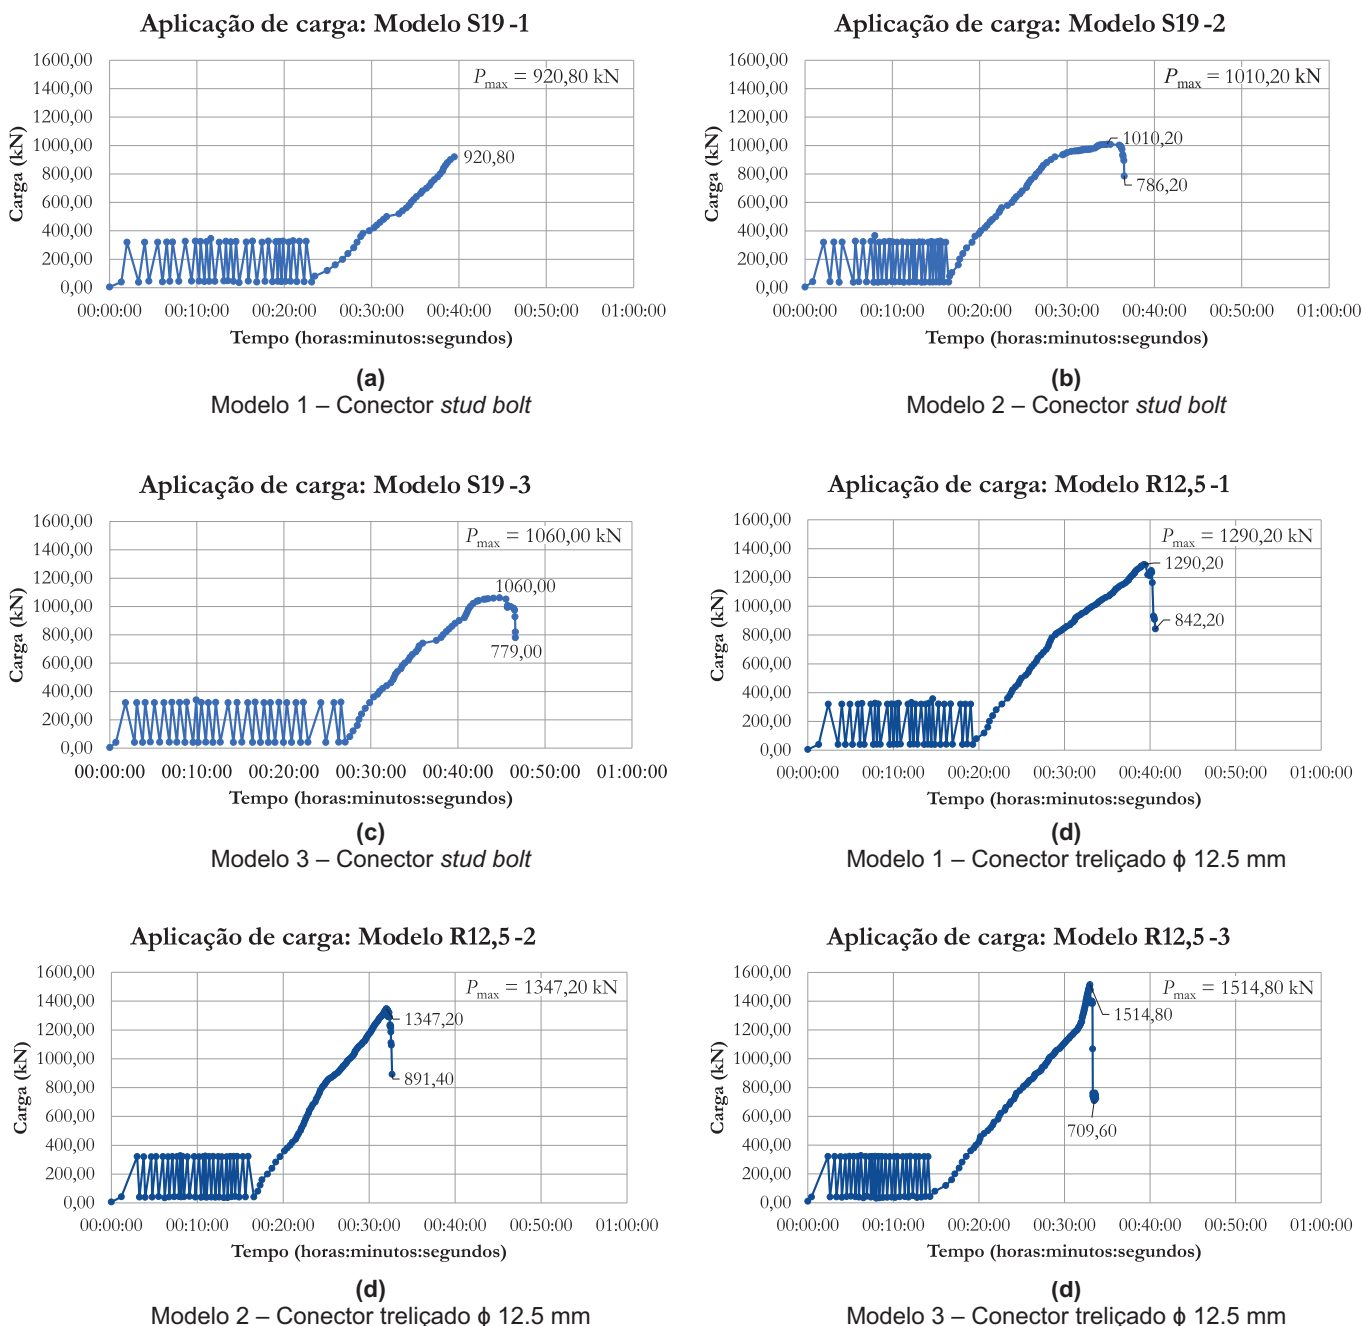 Aplicação de carga: Modelo S19-1
P max = 920,80 kN
1600,00
1400,00
1200,00
1000,00
800,00
600,00
400,00
200,00
0,00
Carga (kN)
920,80
00:00:00 00:10:00 00:20:00 00:30:00 00:40:00 00:50:00 01:00:00
Tempo (horas:minutos:segundos)
(a)
Modelo 1 – Conector stud bolt
Aplicação de carga: Modelo S19-2
P max = 1010,20 kN
1600,00
1400,00
1200,00
1000,00
800,00
600,00
400,00
200,00
0,00
Carga (kN)
1010,20
786,20
00:00:00 00:10:00 00:20:00 00:30:00 00:40:00 00:50:00 01:00:00
Tempo (horas:minutos:segundos)
(b)
Modelo 2 – Conector stud bolt
Aplicação de carga: Modelo S19-3
P max = 1060,00 kN
1600,00
1400,00
1200,00
1000,00
800,00
600,00
400,00
200,00
0,00
Carga (kN)
1060,00
779,00
00:00:00 00:10:00 00:20:00 00:30:00 00:40:00 00:50:00 01:00:00
Tempo (horas:minutos:segundos)
(c)
Modelo 3 – Conector stud bolt
Aplicação de carga: Modelo R12,5-1
P max = 1290,20 kN
1600,00
1400,00
1200,00
1000,00
800,00
600,00
400,00
200,00
0,00
Carga (kN)
1290,20
842,20
00:00:00 00:10:00 00:20:00 00:30:00 00:40:00 00:50:00 01:00:00
Tempo (horas:minutos:segundos)
(d)
Modelo 1 – Conector treliçado ϕ 12.5 mm
Aplicação de carga: Modelo R12,5-2
P max = 1347,20 kN
1600,00
1400,00
1200,00
1000,00
800,00
600,00
400,00
200,00
0,00
Carga (kN)
1347,20
891,40
00:00:00 00:10:00 00:20:00 00:30:00 00:40:00 00:50:00 01:00:00
Tempo (horas:minutos:segundos)
(d)
Modelo 2 – Conector treliçado ϕ 12.5 mm
Aplicação de carga: Modelo R12,5-3
P max = 1514,80 kN
1600,00
1400,00
1200,00
1000,00
800,00
600,00
400,00
200,00
0,00
Carga (kN)
1514,80
709,60
00:00:00 00:10:00 00:20:00 00:30:00 00:40:00 00:50:00 01:00:00
Tempo (horas:minutos:segundos)
(d)
Modelo 3 – Conector treliçado ϕ 12.5 mm